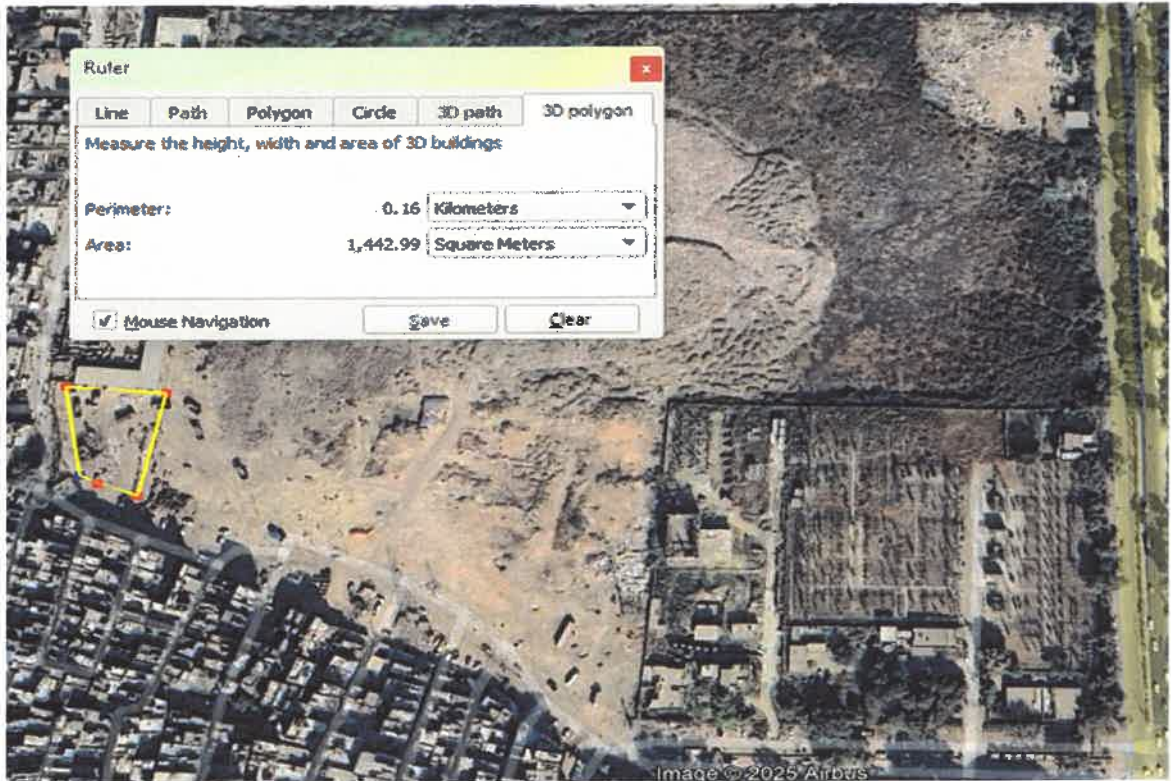 Ruler
x
Line Path Polygon Circle 3D path 3D polygon
Measure the height, width and area of 3D buildings
Perimeter: 0.16 Kilometers
Area: 1,442.99 Square Meters
Mouse Navigation Save Clear
Image © 2025 Airbus